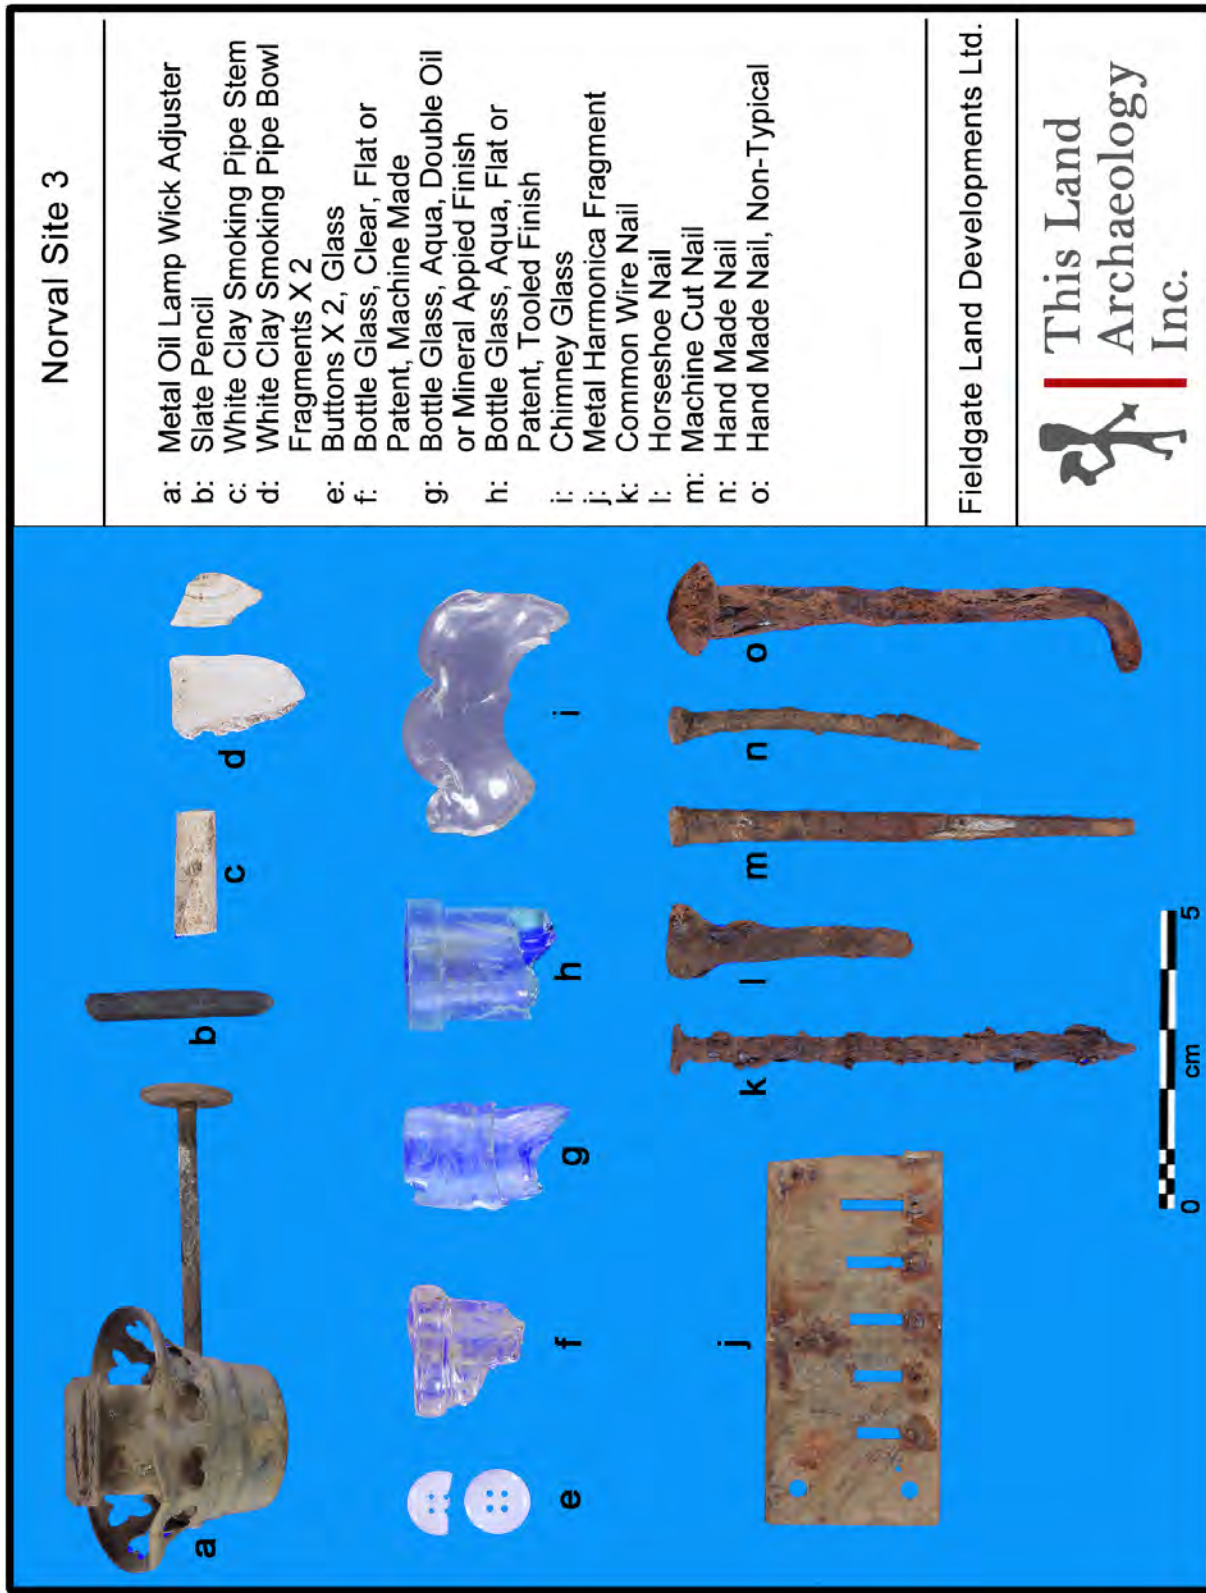 Norval Site 3
a: Metal Oil Lamp Wick Adjuster
b: Slate Pencil
c: White Clay Smoking Pipe Stem
d: White Clay Smoking Pipe Bowl
Fragments X 2
e: Buttons X 2, Glass
f: Bottle Glass, Clear, Flat or
Patent, Machine Made
g: Bottle Glass, Aqua, Double Oil
or Mineral Appied Finish
h: Bottle Glass, Aqua, Flat or
Patent, Tooled Finish
i: Chimney Glass
j: Metal Harmonica Fragment
k: Common Wire Nail
l: Horseshoe Nail
m: Machine Cut Nail
n: Hand Made Nail
o: Hand Made Nail, Non-Typical
Fieldgate Land Developments Ltd.
This Land
Archaeology
Inc.
a
b
c
d
e
f
g
h
i
j
k
l
m
n
o
0 cm 5